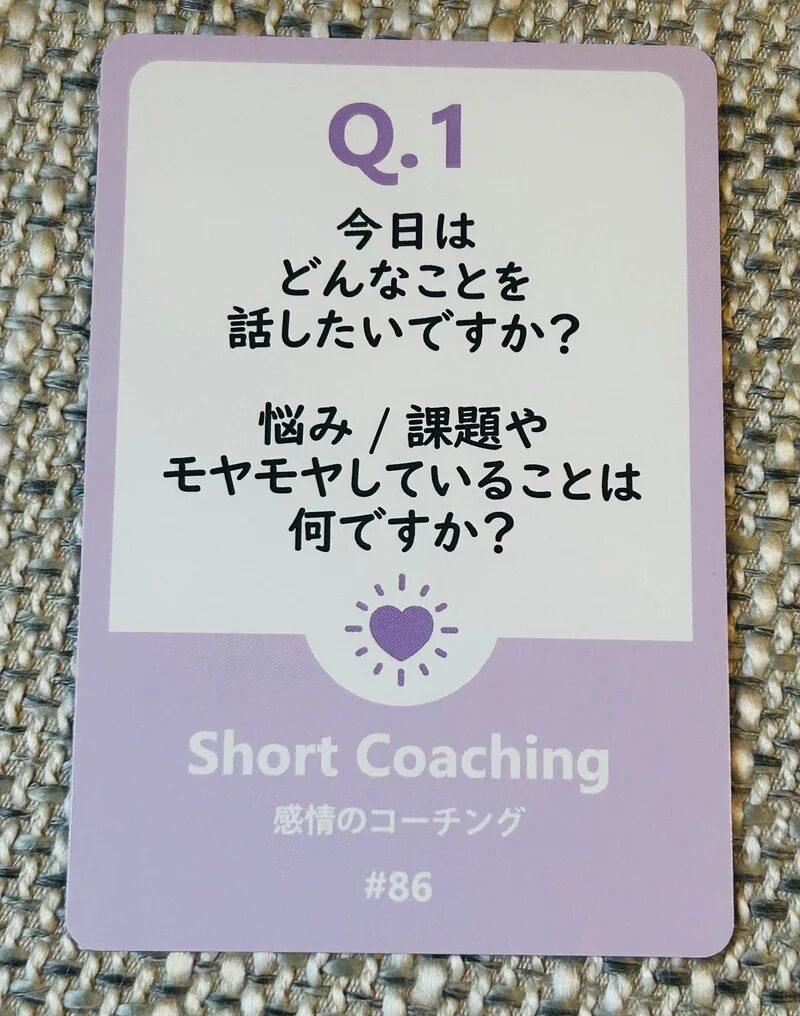 Q.1
今日は
どんなことを
話したいですか？
悩み / 課題や
モヤモヤしていることは
何ですか？
Short Coaching
感情のコーチング
#86